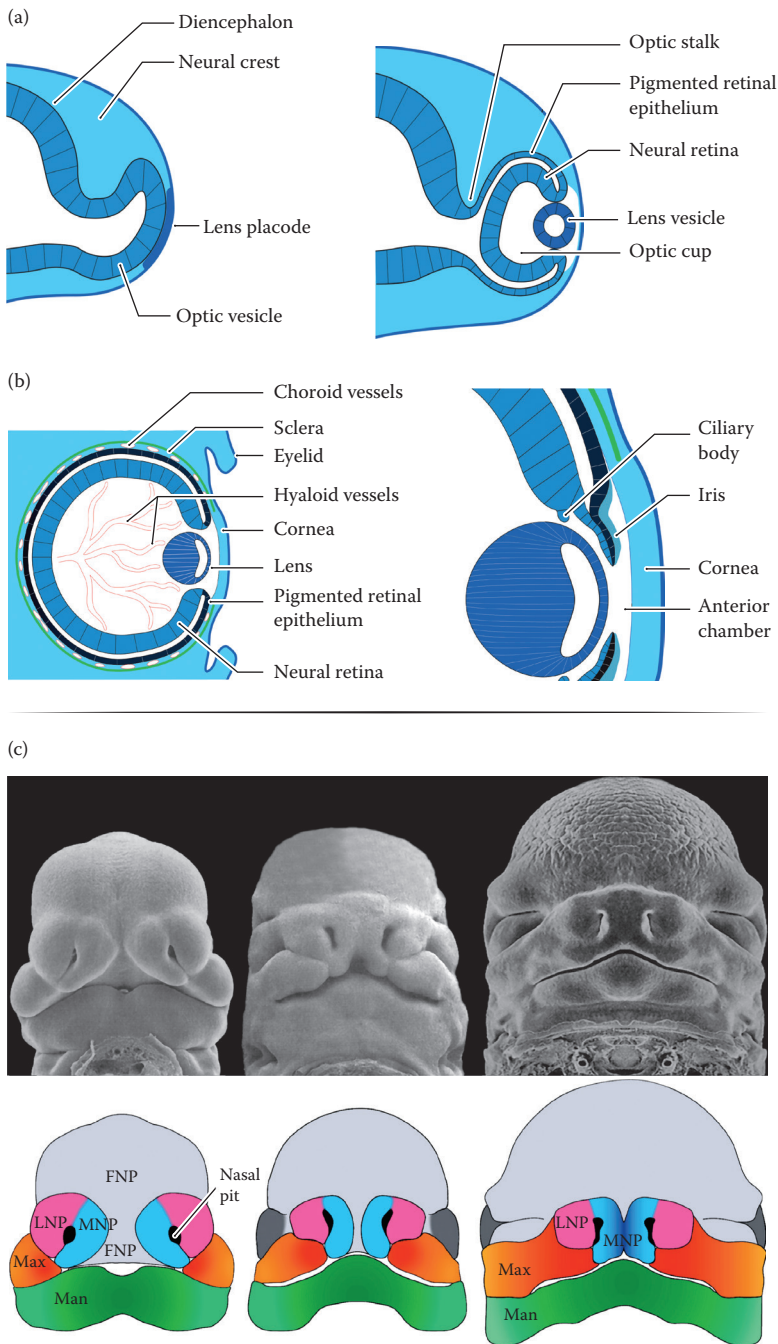 (a)
Diencephalon
Neural crest
Lens placode
Optic vesicle
Optic stalk
Pigmented retinal
epithelium
Neural retina
Lens vesicle
Optic cup
(b)
Choroid vessels
Sclera
Eyelid
Hyaloid vessels
Cornea
Lens
Pigmented retinal
epithelium
Neural retina
Ciliary
body
Iris
Cornea
Anterior
chamber
(c)
FNP
Nasal
pit
LNP
MNP
FNP
Max
Man
LNP
MNP
Max
Man